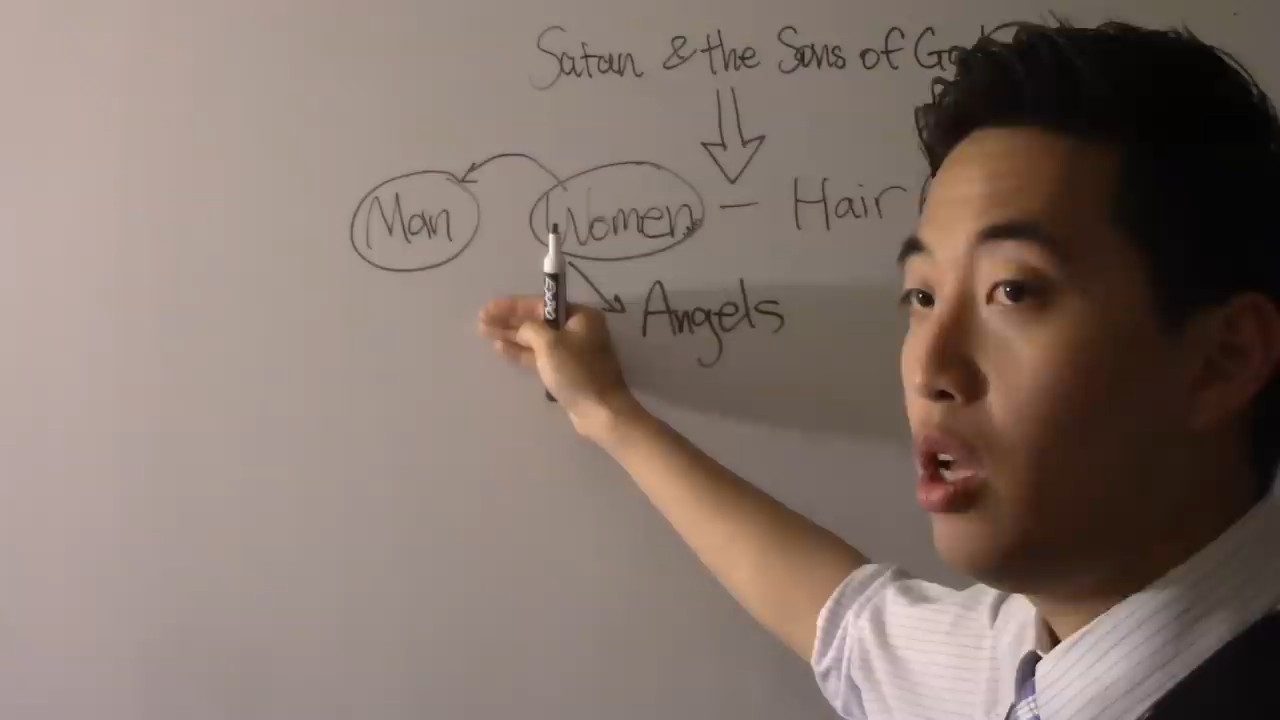 Satan & the Sons of
Man Women – Hair
Angels
EXPO